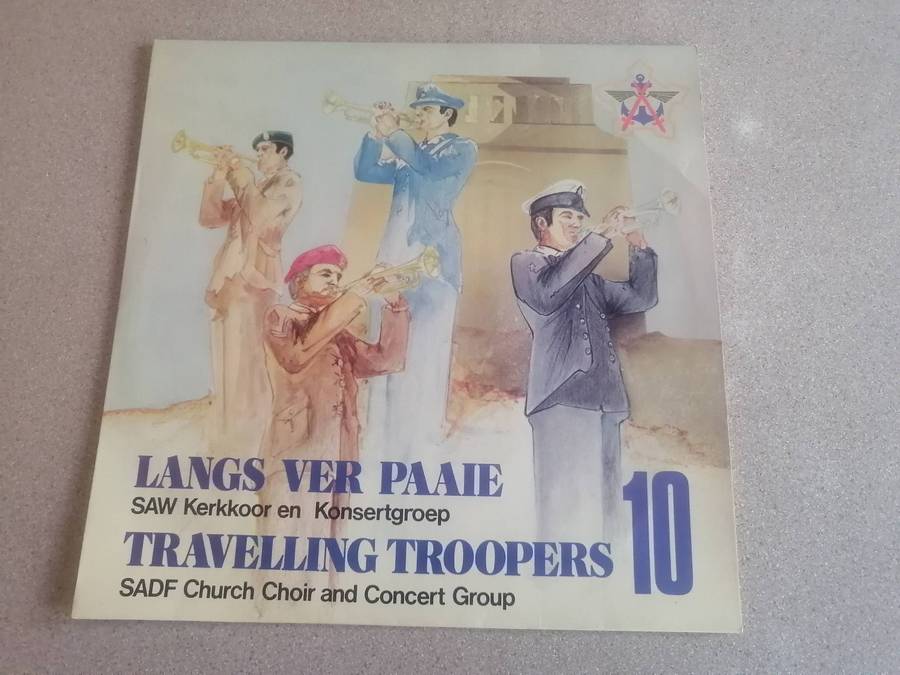 LANGS VER PAAIE
SAW Kerkkoor en Konsertgroep
TRAVELLING TROOPERS
SADF Church Choir and Concert Group
10